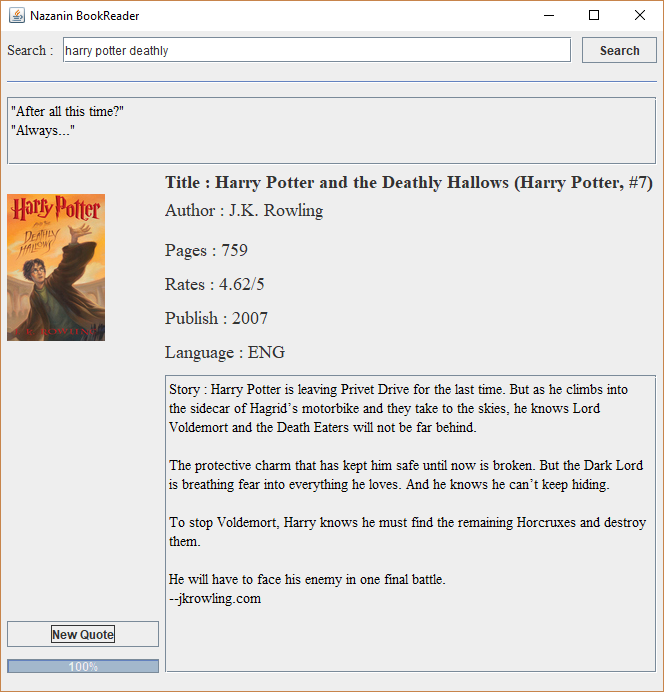 Nazanin BookReader
Search :
harry potter deathly
Search
"After all this time?"
"Always..."
Harry Potter
AND THE
DEATHLY
HALLOWS
J.K. ROWLING
Title : Harry Potter and the Deathly Hallows (Harry Potter, #7)
Author : J.K. Rowling
Pages : 759
Rates : 4.62/5
Publish : 2007
Language : ENG
Story : Harry Potter is leaving Privet Drive for the last time. But as he climbs into
the sidecar of Hagrid’s motorbike and they take to the skies, he knows Lord
Voldemort and the Death Eaters will not be far behind.
The protective charm that has kept him safe until now is broken. But the Dark Lord
is breathing fear into everything he loves. And he knows he can’t keep hiding.
To stop Voldemort, Harry knows he must find the remaining Horcruxes and destroy
them.
He will have to face his enemy in one final battle.
--jkrowling.com
New Quote
100%